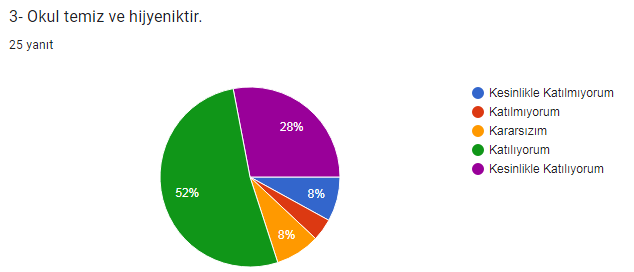 3- Okul temiz ve hijyeniktir.
25 yanıt
Kesinlikle Katılmıyorum
Katılmıyorum
Kararsızım
Katılıyorum
Kesinlikle Katılıyorum
28%
52%
8%
8%